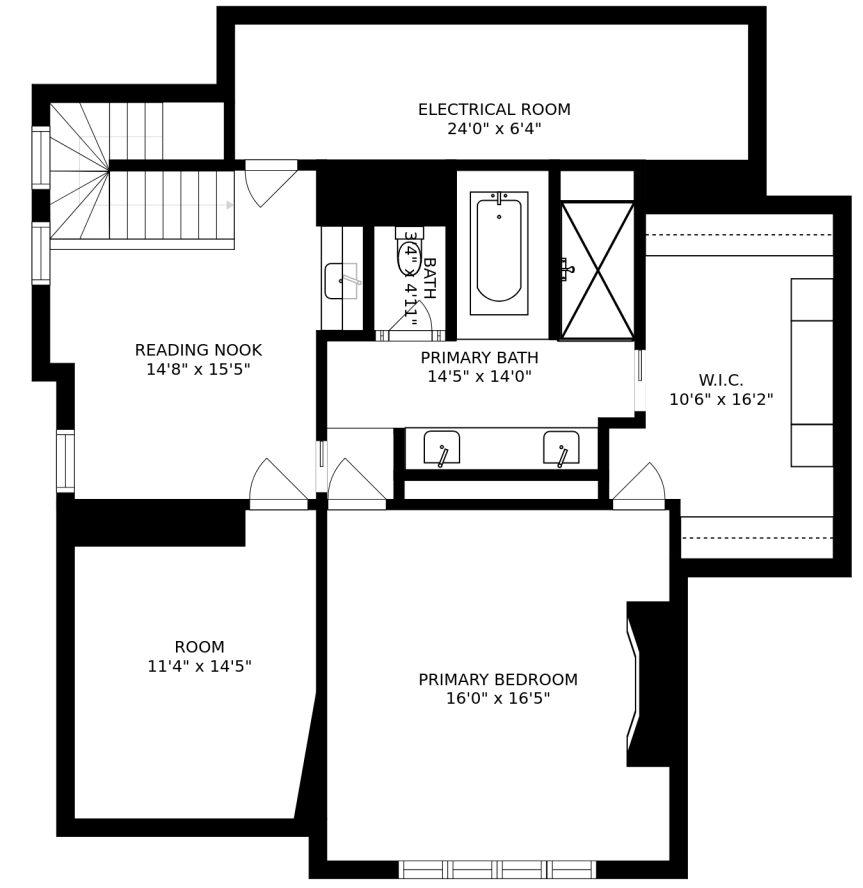 ELECTRICAL ROOM
24'0" x 6'4"
BATH
3'4" x 4'11"
READING NOOK
14'8" x 15'5"
PRIMARY BATH
14'5" x 14'0"
W.I.C.
10'6" x 16'2"
ROOM
11'4" x 14'5"
PRIMARY BEDROOM
16'0" x 16'5"